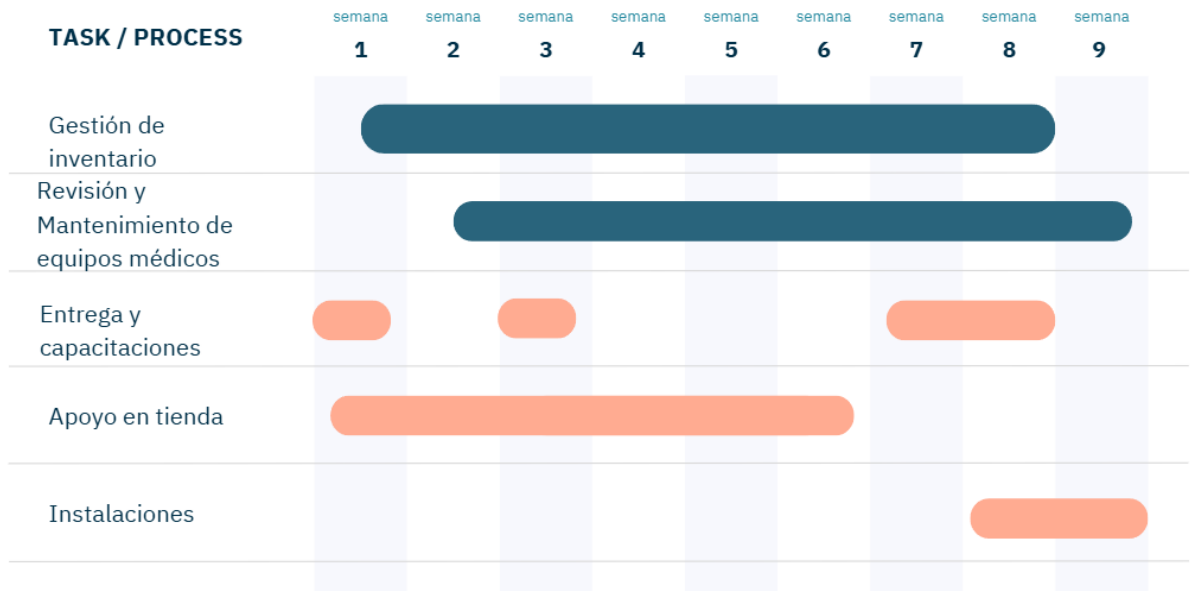 semana semana semana semana semana semana semana semana semana
TASK / PROCESS
1 2 3 4 5 6 7 8 9
Gestión de
inventario
Revisión y
Mantenimiento de
equipos médicos
Entrega y
capacitaciones
Apoyo en tienda
Instalaciones